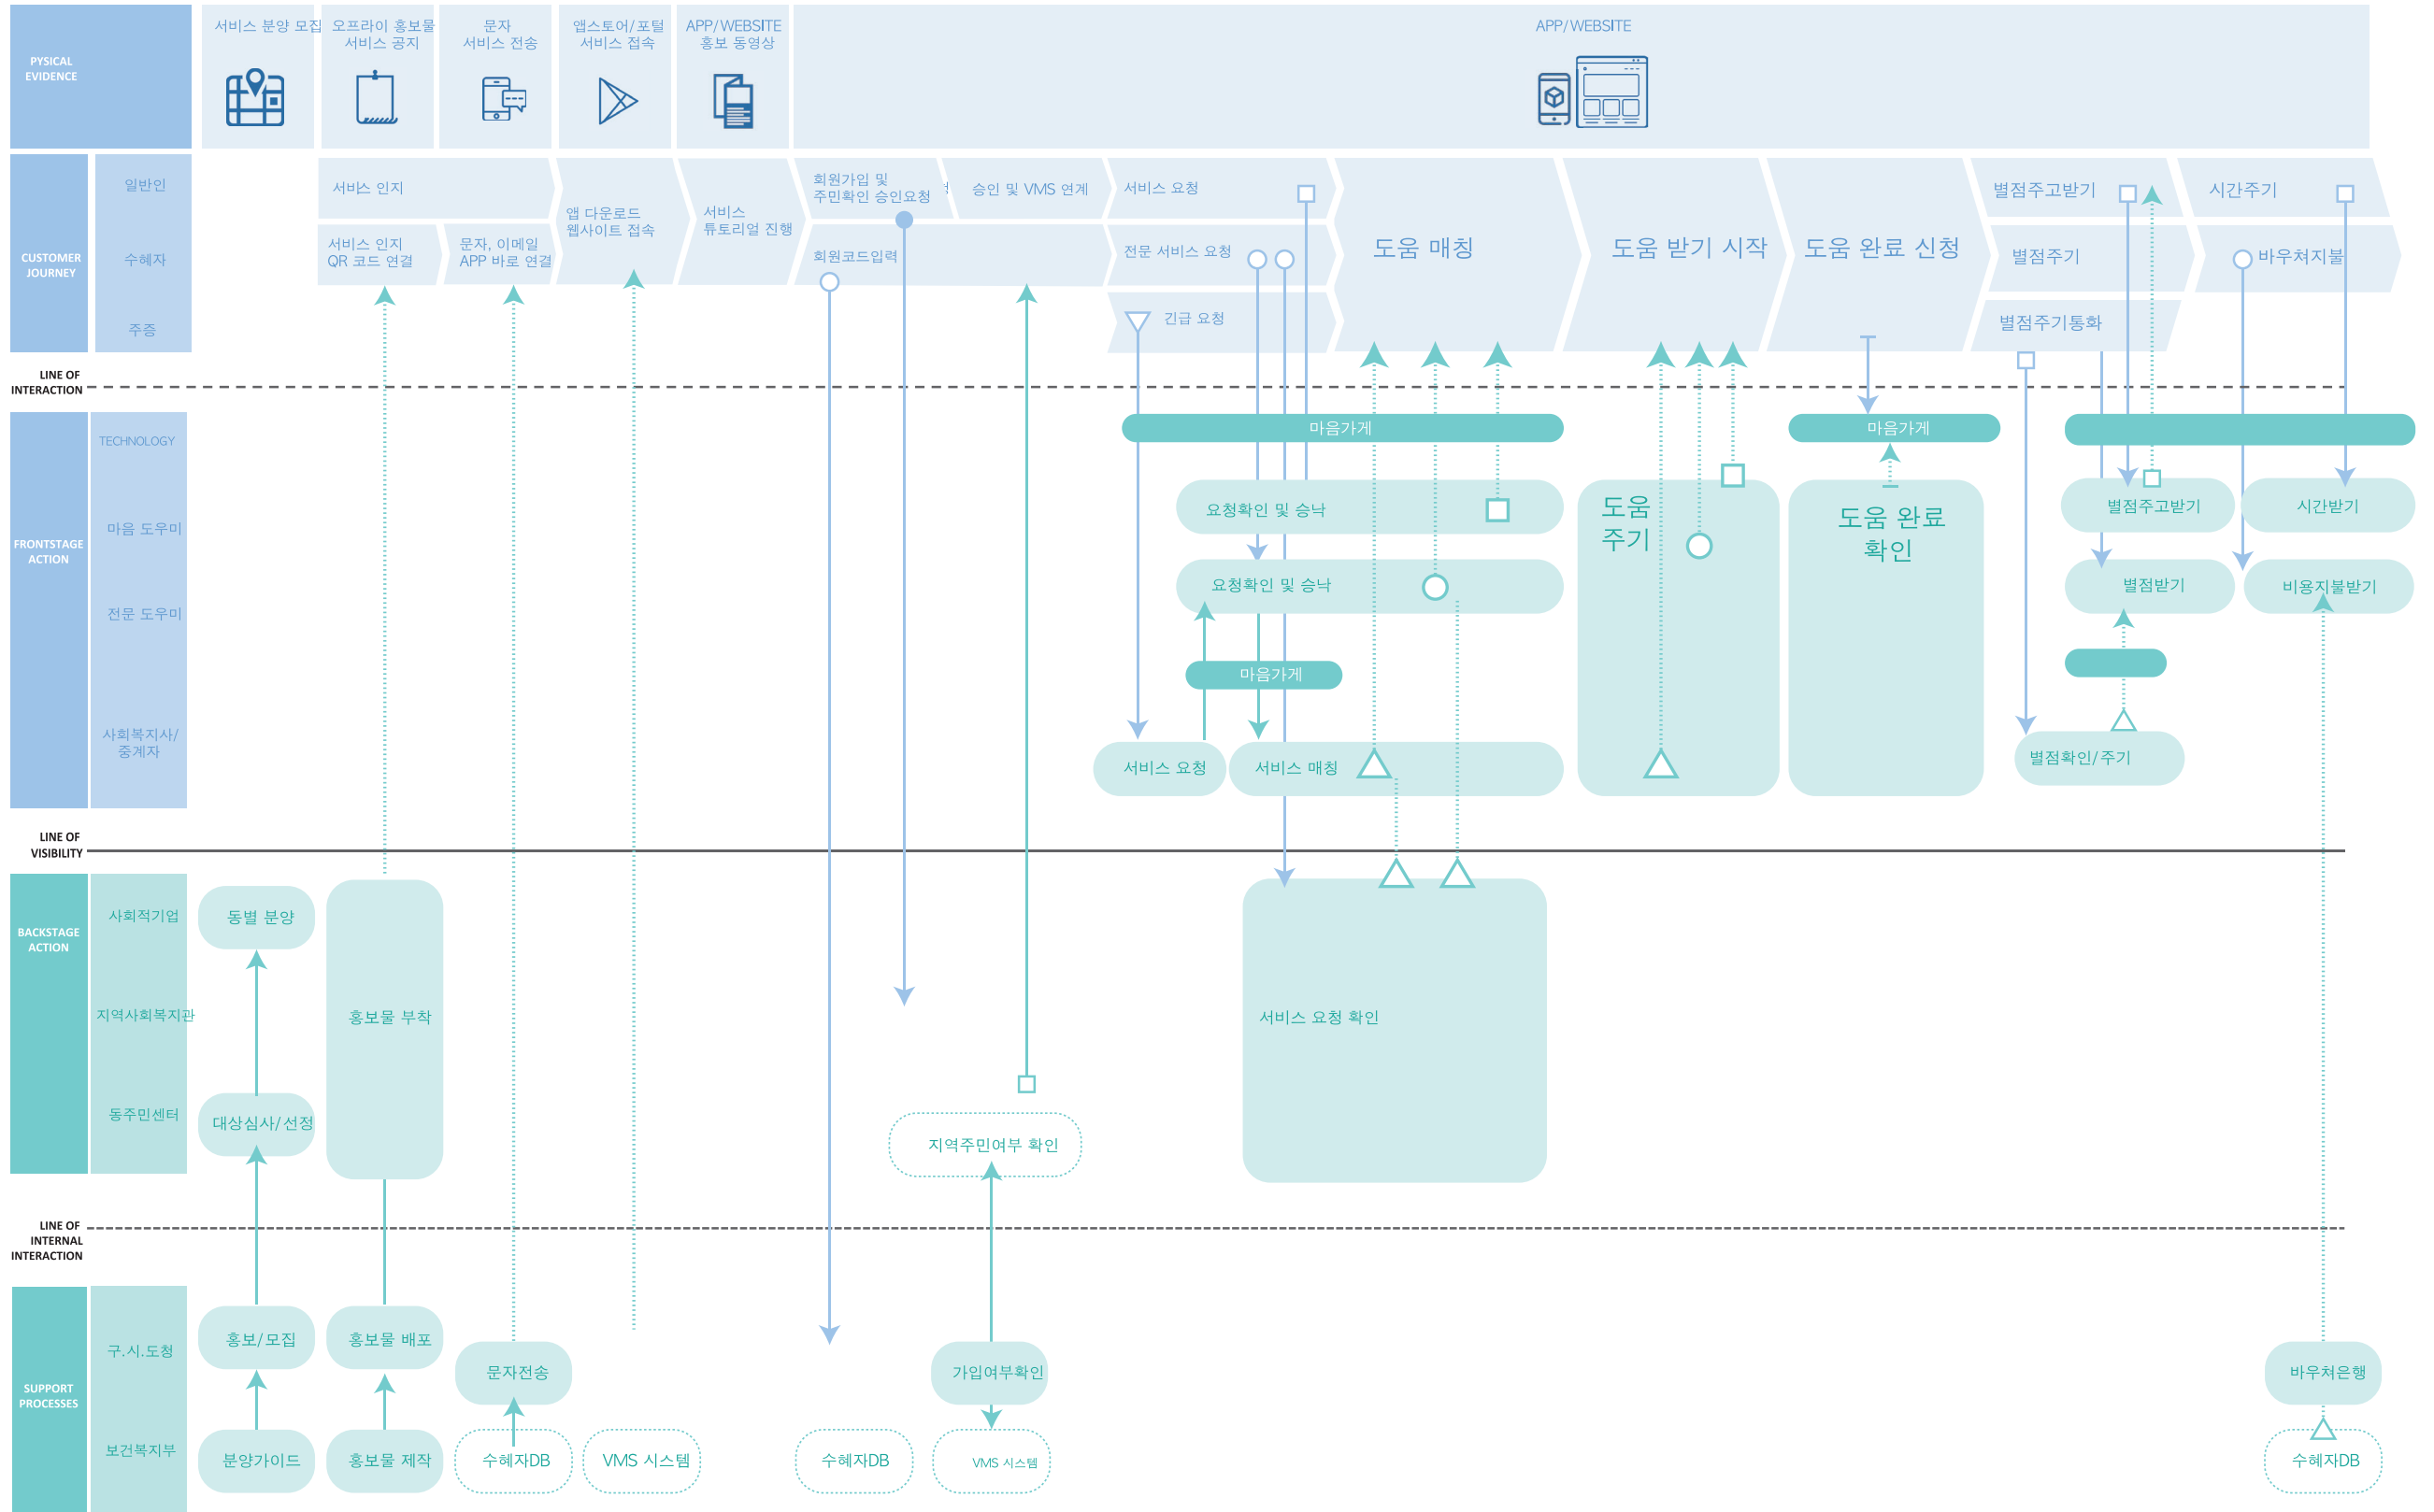 PYSICAL
EVIDENCE
서비스 분양 모집
오프라이 홍보물
서비스 공지
문자
서비스 전송
앱스토어/포털
서비스 접속
APP/WEBSITE
홍보 동영상
APP/WEBSITE
CUSTOMER
JOURNEY
일반인
수혜자
주증
서비스 인지
서비스 인지
QR 코드 연결
문자, 이메일
APP 바로 연결
앱 다운로드
웹사이트 접속
서비스
튜토리얼 진행
회원가입 및
주민확인 승인요청
회원코드입력
승인 및 VMS 연계
서비스 요청
전문 서비스 요청
긴급 요청
도움 매칭
도움 받기 시작
도움 완료 신청
별점주고받기
별점주기
별점주기통화
시간주기
바우쳐지불
LINE OF
INTERACTION
FRONTSTAGE
ACTION
TECHNOLOGY
마음 도우미
전문 도우미
사회복지사/
중계자
마음가게
마음가게
요청확인 및 승낙
요청확인 및 승낙
마음가게
서비스 요청
서비스 매칭
도움
주기
도움 완료
확인
별점주고받기
시간받기
별점받기
비용지불받기
별점확인/주기
LINE OF
VISIBILITY
BACKSTAGE
ACTION
사회적기업
지역사회복지관
동주민센터
동별 분양
홍보물 부착
대상심사/선정
지역주민여부 확인
서비스 요청 확인
LINE OF
INTERNAL
INTERACTION
SUPPORT
PROCESSES
구.시.도청
보건복지부
홍보/모집
홍보물 배포
문자전송
가입여부확인
바우쳐은행
분양가이드
홍보물 제작
수혜자DB
VMS 시스템
수혜자DB
VMS 시스템
수혜자DB